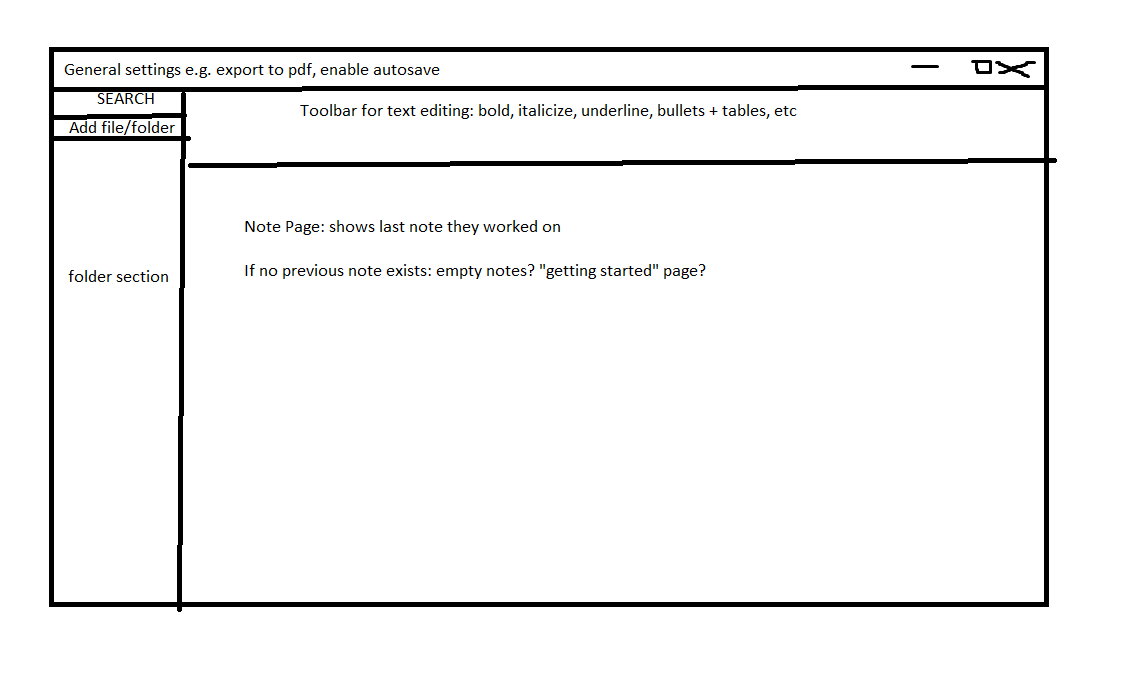 General settings e.g. export to pdf, enable autosave
SEARCH
Toolbar for text editing: bold, italicize, underline, bullets + tables, etc
Add file/folder
Note Page: shows last note they worked on
If no previous note exists: empty notes? "getting started" page?
folder section